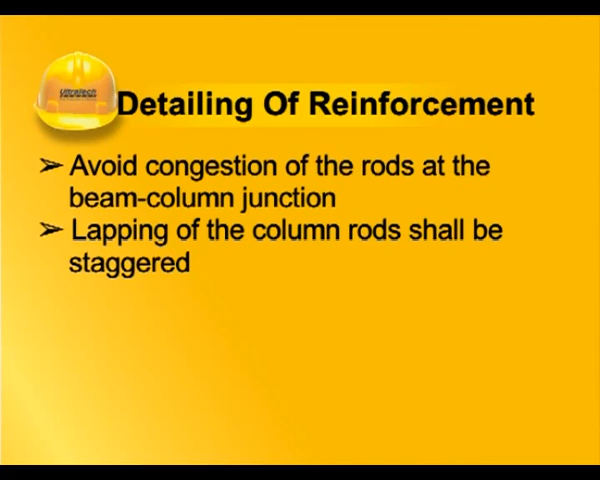 UltraTech
Detailing Of Reinforcement
➢ Avoid congestion of the rods at the
beam-column junction
➢ Lapping of the column rods shall be
staggered